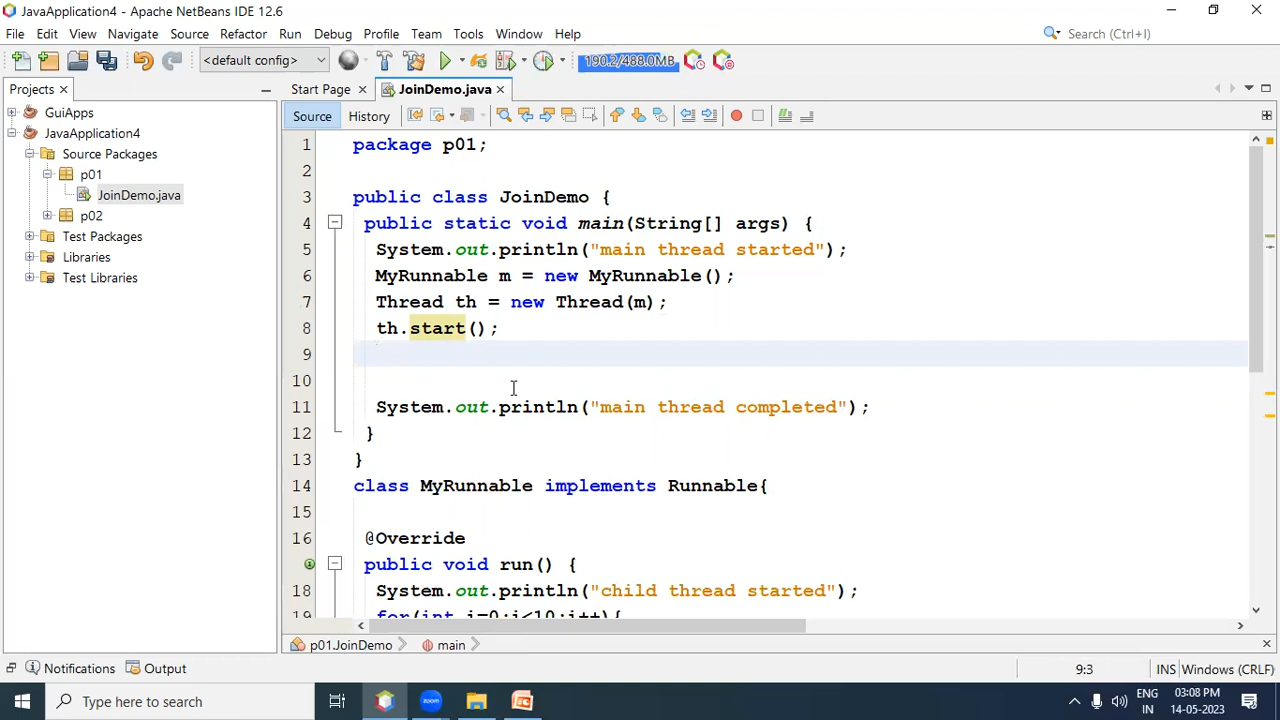 JavaApplication4 - Apache NetBeans IDE 12.6
File Edit View Navigate Source Refactor Run Debug Profile Team Tools Window Help
Search (Ctrl+I)
<default config>
190.2/488.0MB
Projects
Start Page
JoinDemo.java
GuiApps
JavaApplication4
Source Packages
p01
JoinDemo.java
p02
Test Packages
Libraries
Test Libraries
Source History
1 package p01;
2
3 public class JoinDemo {
4 public static void main(String[] args) {
5 System.out.println("main thread started");
6 MyRunnable m = new MyRunnable();
7 Thread th = new Thread(m);
8 th.start();
9
10
11 System.out.println("main thread completed");
12 }
13 }
14 class MyRunnable implements Runnable{
15
16 @Override
public void run() {
18 System.out.println("child thread started");
19 for(int i=0;i<10;i++){
p01.JoinDemo main
Notifications Output
9:3
INS Windows (CRLF)
Type here to search
ENG
IN
03:08 PM
14-05-2023